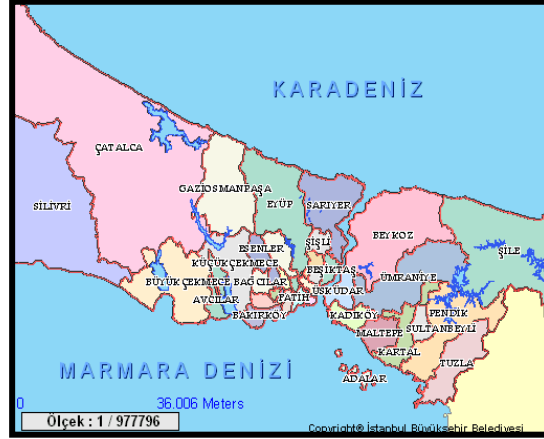 KARADENİZ
ÇATALCA
GAZİOSMANPAŞA
EYÜP
SARIYER
SİLİVRİ
BEYKOZ
ŞİLE
ESENLER
ŞİŞLİ
KÜÇÜKÇEKMECE
BEŞİKTAŞ
ÜMRANİYE
BÜYÜKÇEKMECE
BAĞCILAR
ÜSKÜDAR
AVCILAR
FATİH
BAKIRKÖY
KADIKÖY
PENDİK
MALTEPE
SULTANBEYLİ
KARTAL
TUZLA
MARMARA DENİZİ
ADALAR
0 36.006 Meters
Ölçek : 1 / 977796
Copyright® İstanbul Büyükşehir Belediyesi